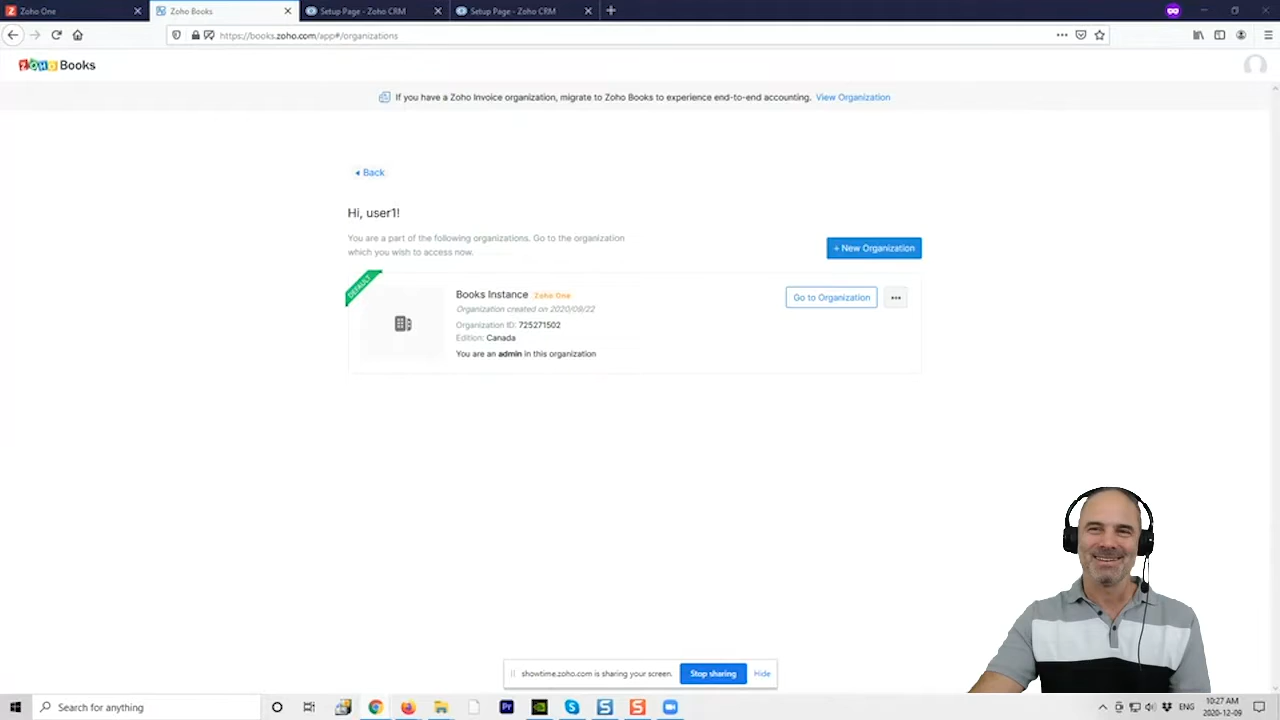 Zoho One
Zoho Books
Setup Page - Zoho CRM
Setup Page - Zoho CRM
https://books.zoho.com/app#/organizations
ZOHO Books
If you have a Zoho Invoice organization, migrate to Zoho Books to experience end-to-end accounting. View Organization
Back
Hi, user1!
You are a part of the following organizations. Go to the organization
which you wish to access now.
+ New Organization
DEFAULT
Books Instance Zoho One
Go to Organization
Organization created on 2020/09/22
Organization ID: 725271502
Edition: Canada
You are an admin in this organization
showtime.zoho.com is sharing your screen.
Stop sharing
Hide
Search for anything
Pr
S
S
S
ENG
10:27 AM
2020-12-09